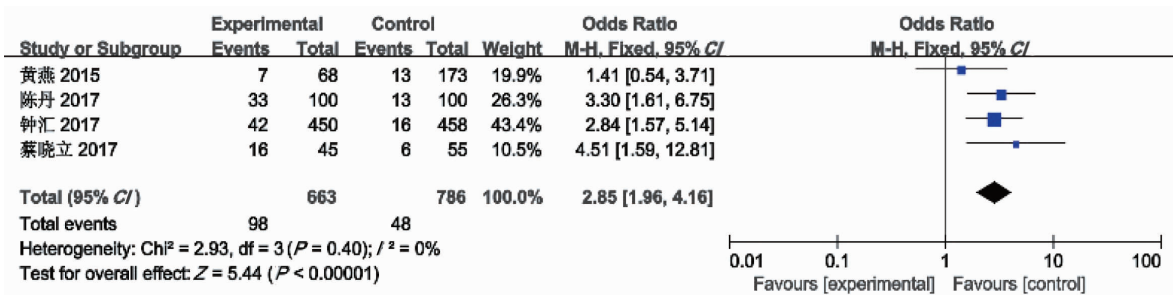 Experimental Control Odds Ratio Odds Ratio
Study or Subgroup Events Total Events Total Weight M-H, Fixed, 95% CI M-H, Fixed, 95% CI
黄燕 2015 7 68 13 173 19.9% 1.41 [0.54, 3.71]
陈丹 2017 33 100 13 100 26.3% 3.30 [1.61, 6.75]
钟汇 2017 42 450 16 458 43.4% 2.84 [1.57, 5.14]
蔡晓立 2017 16 45 6 55 10.5% 4.51 [1.59, 12.81]
Total (95% CI) 663 786 100.0% 2.85 [1.96, 4.16]
Total events 98 48
Heterogeneity: Chi² = 2.93, df = 3 (P = 0.40); I² = 0%
Test for overall effect: Z = 5.44 (P < 0.00001)
0.01 0.1 1 10 100
Favours [experimental] Favours [control]